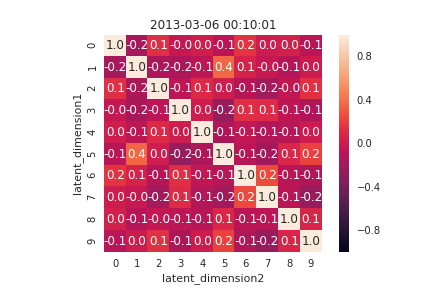 2013-03-06 00:10:01
latent_dimension1
0 1.0 -0.2 0.1 -0.0 0.0 -0.1 0.2 0.0 0.0 -0.1
1 -0.2 1.0 -0.2 -0.2 -0.1 0.4 0.1 -0.0 -0.1 0.0
2 0.1 -0.2 1.0 -0.1 0.1 0.0 -0.1 -0.2 -0.0 0.1
3 -0.0 -0.2 -0.1 1.0 0.0 -0.2 0.1 0.1 -0.1 -0.1
4 0.0 -0.1 0.1 0.0 1.0 -0.1 -0.1 -0.1 -0.1 0.0
5 -0.1 0.4 0.0 -0.2 -0.1 1.0 -0.1 -0.2 0.1 0.2
6 0.2 0.1 -0.1 0.1 -0.1 -0.1 1.0 0.2 -0.1 -0.1
7 0.0 -0.0 -0.2 0.1 -0.1 -0.2 0.2 1.0 -0.1 -0.2
8 0.0 -0.1 -0.0 -0.1 -0.1 0.1 -0.1 -0.1 1.0 0.1
9 -0.1 0.0 0.1 -0.1 0.0 0.2 -0.1 -0.2 0.1 1.0
0 1 2 3 4 5 6 7 8 9
latent_dimension2
0.8
0.4
0.0
-0.4
-0.8